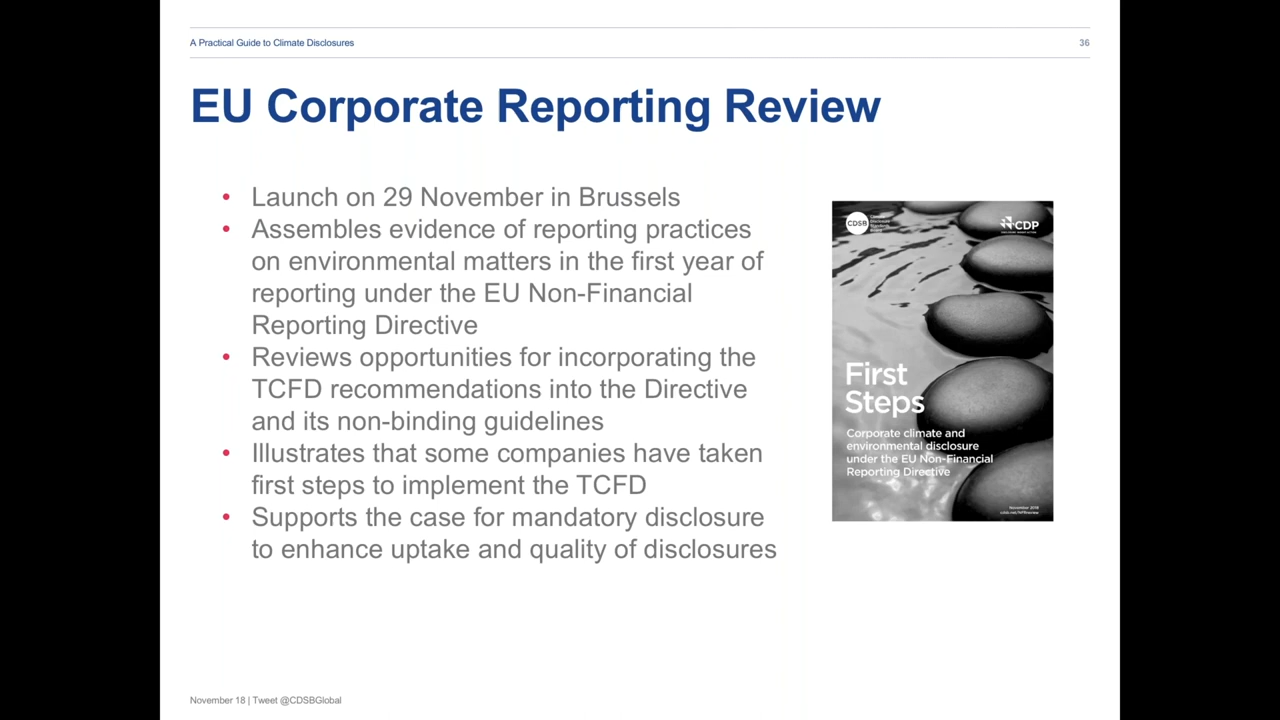 A Practical Guide to Climate Disclosures
36
EU Corporate Reporting Review
• Launch on 29 November in Brussels
• Assembles evidence of reporting practices
on environmental matters in the first year of
reporting under the EU Non-Financial
Reporting Directive
• Reviews opportunities for incorporating the
TCFD recommendations into the Directive
and its non-binding guidelines
• Illustrates that some companies have taken
first steps to implement the TCFD
• Supports the case for mandatory disclosure
to enhance uptake and quality of disclosures
CDSB
Climate
Disclosure
Standards
Board
CDP
First
Steps
Corporate climate and
environmental disclosure
under the EU Non-Financial
Reporting Directive
November 2018
November 18 | Tweet @CDSBGlobal